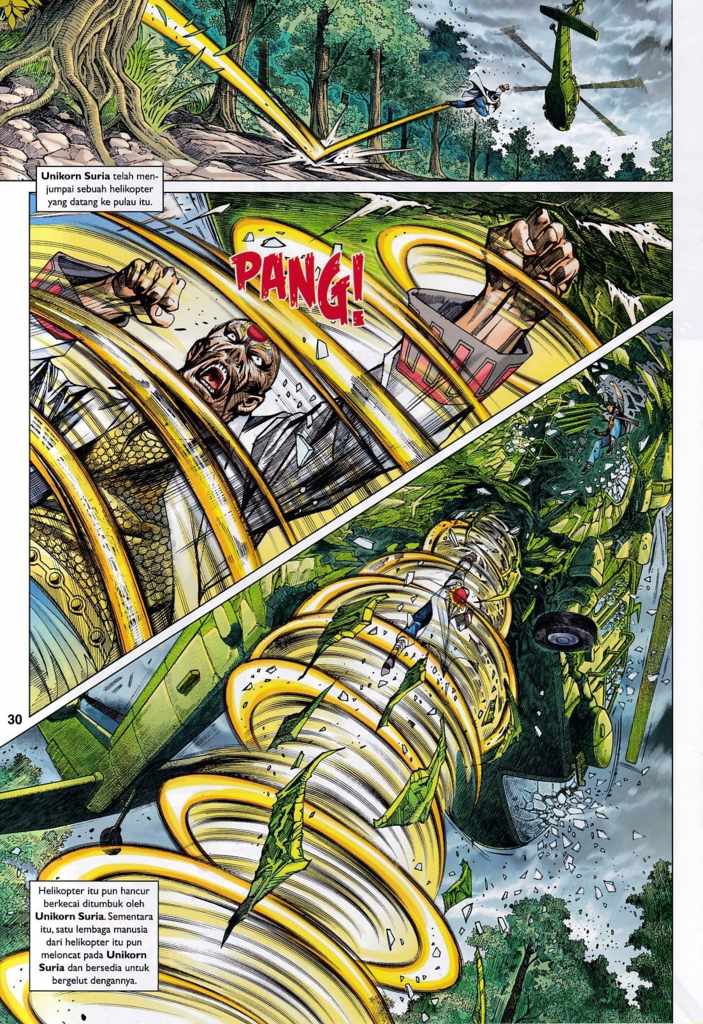 Unikorn Suria telah men-
jumpai sebuah helikopter
yang datang ke pulau itu.
PANG!
30
Helikopter itu pun hancur
berkecai ditumbuk oleh
Unikorn Suria. Sementara
itu, satu lembaga manusia
dari helikopter itu pun
meloncat pada Unikorn
Suria dan bersedia untuk
bergelut dengannya.